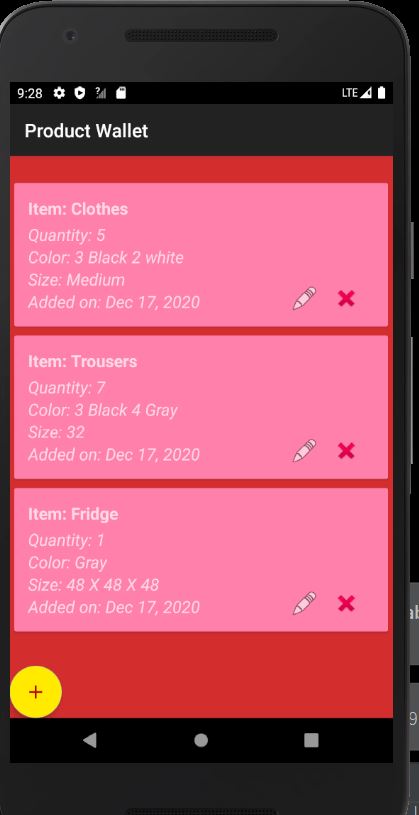 9:28
LTE
Product Wallet
Item: Clothes
Quantity: 5
Color: 3 Black 2 white
Size: Medium
Added on: Dec 17, 2020
Item: Trousers
Quantity: 7
Color: 3 Black 4 Gray
Size: 32
Added on: Dec 17, 2020
Item: Fridge
Quantity: 1
Color: Gray
Size: 48 X 48 X 48
Added on: Dec 17, 2020
+